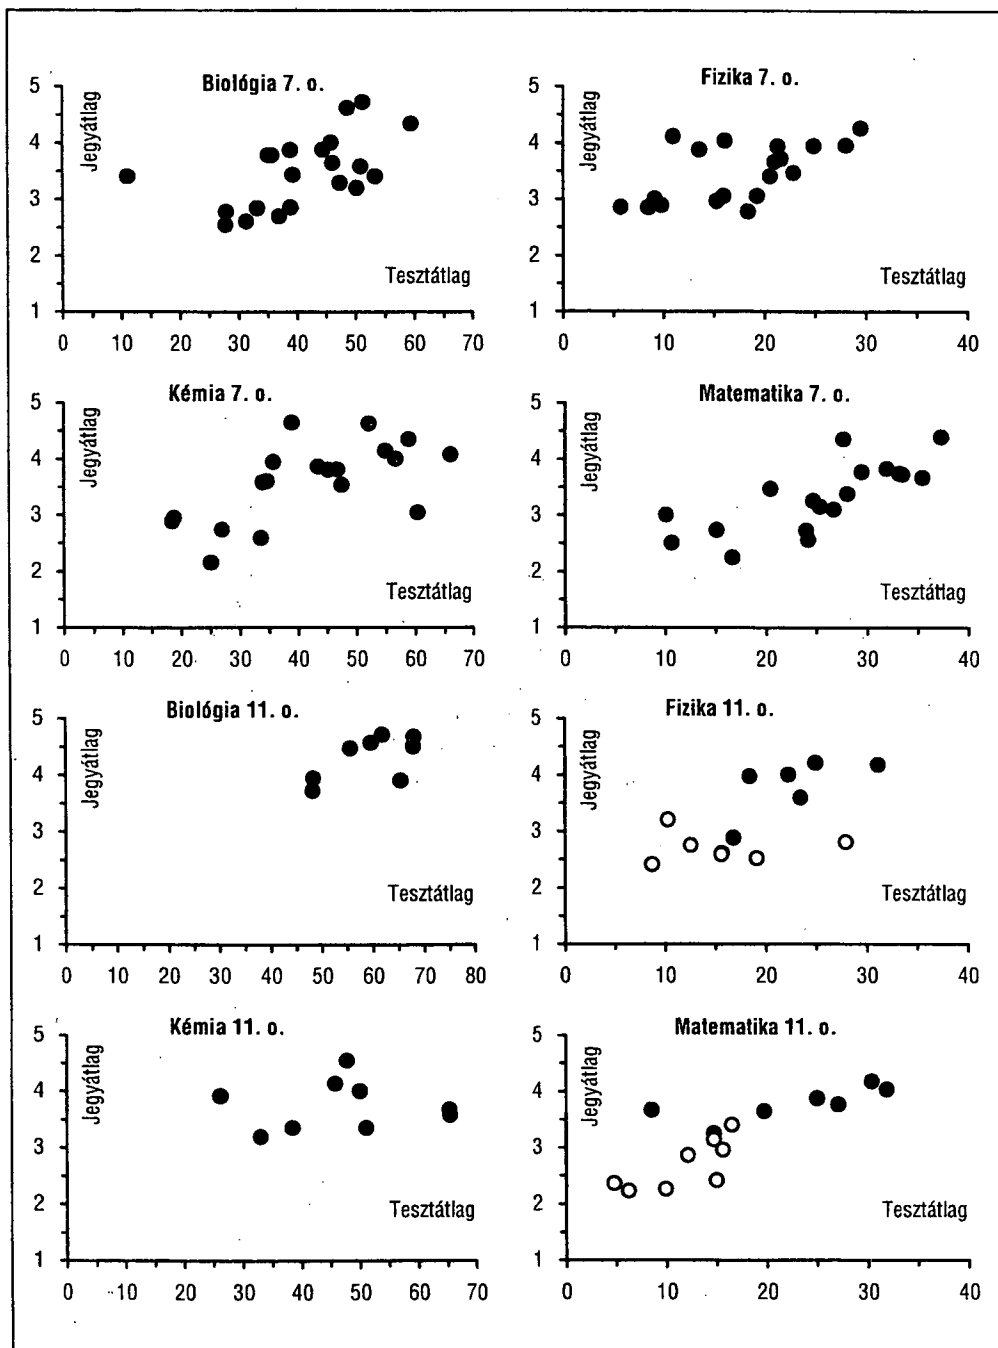 Biológia 7. o.
Jegyátlag
5
4
3
2
1
Tesztátlag
0 10 20 30 40 50 60 70
Fizika 7. o.
Jegyátlag
5
4
3
2
1
Tesztátlag
0 10 20 30 40
Kémia 7. o.
Jegyátlag
5
4
3
2
1
Tesztátlag
0 10 20 30 40 50 60 70
Matematika 7. o.
Jegyátlag
5
4
3
2
1
Tesztátlag
0 10 20 30 40
Biológia 11. o.
Jegyátlag
5
4
3
2
1
Tesztátlag
0 10 20 30 40 50 60 70 80
Fizika 11. o.
Jegyátlag
5
4
3
2
1
Tesztátlag
0 10 20 30 40
Kémia 11. o.
Jegyátlag
5
4
3
2
1
Tesztátlag
0 10 20 30 40 50 60 70
Matematika 11. o.
Jegyátlag
5
4
3
2
1
Tesztátlag
0 10 20 30 40